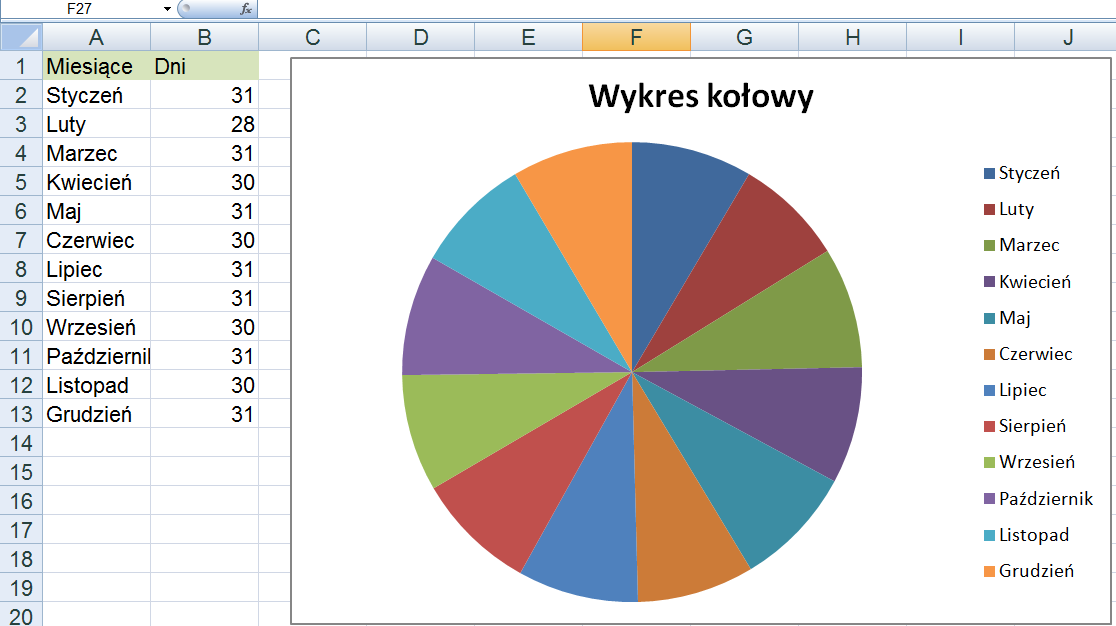 F27 fx
A B C D E F G H I J
1 Miesiące Dni
2 Styczeń 31
3 Luty 28
4 Marzec 31
5 Kwiecień 30
6 Maj 31
7 Czerwiec 30
8 Lipiec 31
9 Sierpień 31
10 Wrzesień 30
11 Październik 31
12 Listopad 30
13 Grudzień 31
14
15
16
17
18
19
20
Wykres kołowy
Styczeń
Luty
Marzec
Kwiecień
Maj
Czerwiec
Lipiec
Sierpień
Wrzesień
Październik
Listopad
Grudzień